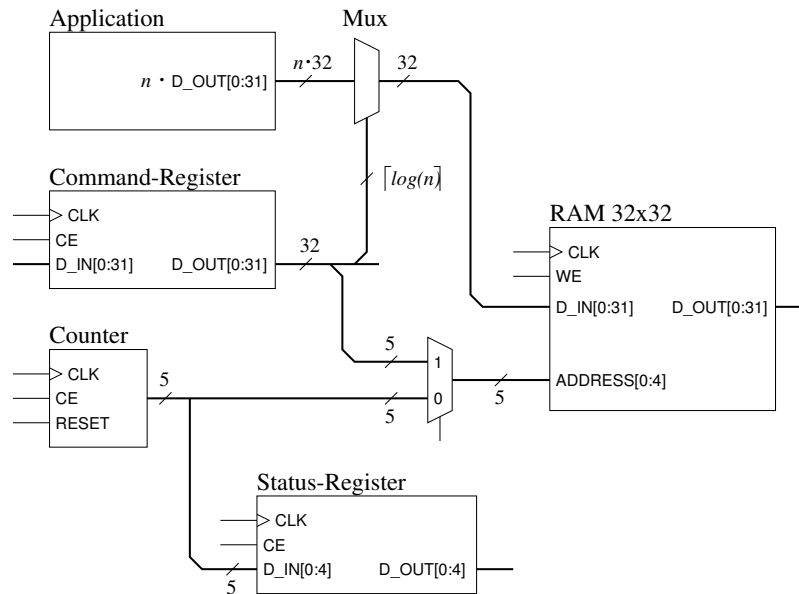 Application
Mux
n · D_OUT[0:31]
n·32
32
⌈log(n)⌉
Command-Register
CLK
CE
D_IN[0:31]
D_OUT[0:31]
32
RAM 32x32
CLK
WE
D_IN[0:31]
D_OUT[0:31]
ADDRESS[0:4]
Counter
CLK
CE
RESET
5
5
1
5
0
5
Status-Register
CLK
CE
D_IN[0:4]
D_OUT[0:4]
5